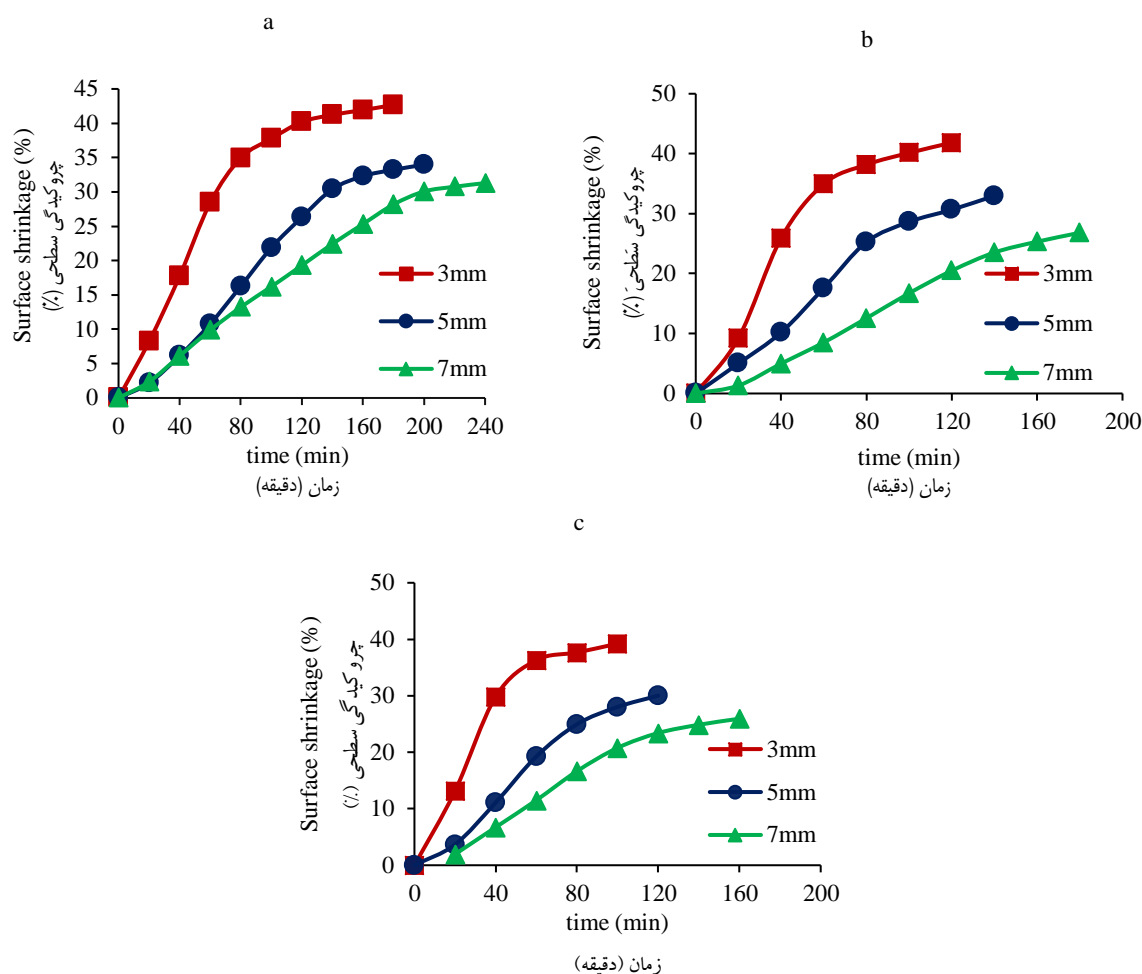 a
45
40
35
30
25
20
15
10
5
0
Surface shrinkage (%)
چروکیدگی سطحی (٪)
3mm
5mm
7mm
0 40 80 120 160 200 240
time (min)
زمان (دقیقه)
b
50
40
30
20
10
0
Surface shrinkage (%)
چروکیدگی سطحی (٪)
3mm
5mm
7mm
0 40 80 120 160 200
time (min)
زمان (دقیقه)
c
50
40
30
20
10
0
Surface shrinkage (%)
چروکیدگی سطحی (٪)
3mm
5mm
7mm
0 40 80 120 160 200
time (min)
زمان (دقیقه)